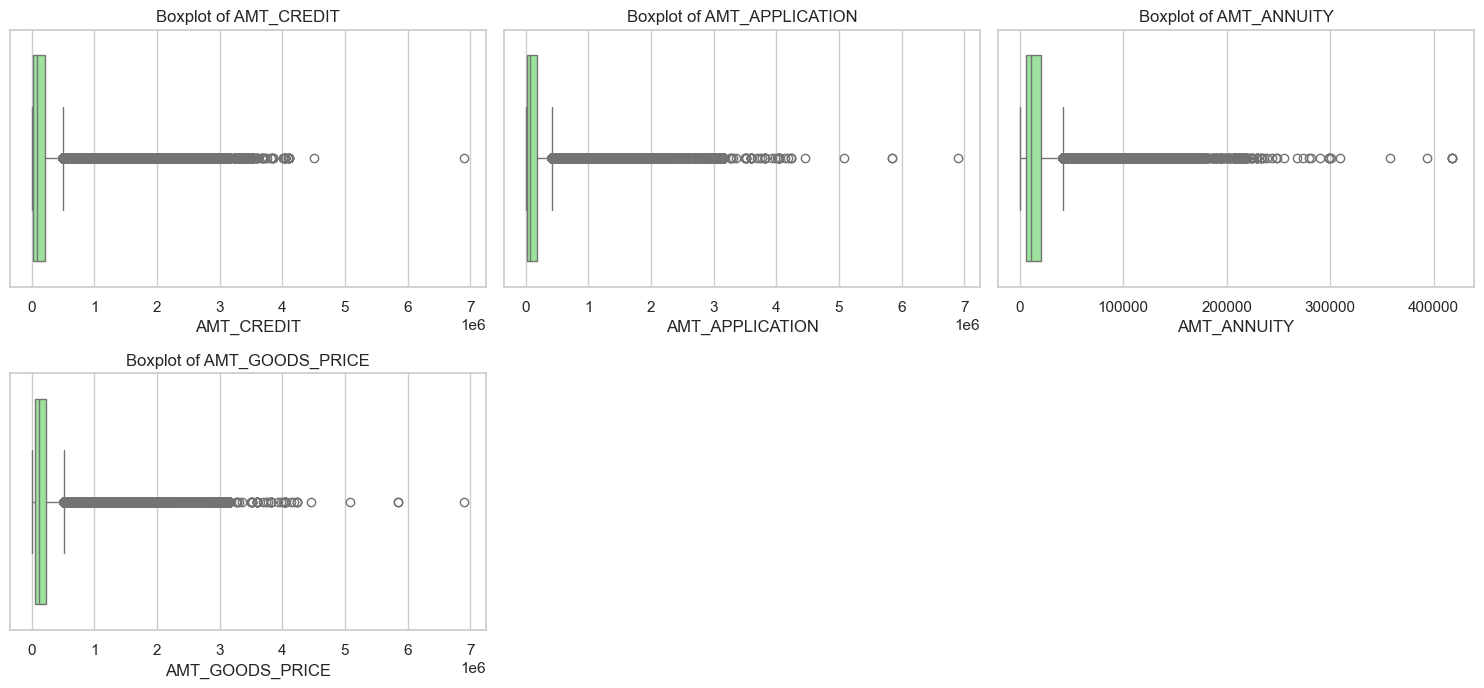 Boxplot of AMT_CREDIT
0 1 2 3 4 5 6 7
1e6
AMT_CREDIT
Boxplot of AMT_APPLICATION
0 1 2 3 4 5 6 7
1e6
AMT_APPLICATION
Boxplot of AMT_ANNUITY
0 100000 200000 300000 400000
AMT_ANNUITY
Boxplot of AMT_GOODS_PRICE
0 1 2 3 4 5 6 7
1e6
AMT_GOODS_PRICE